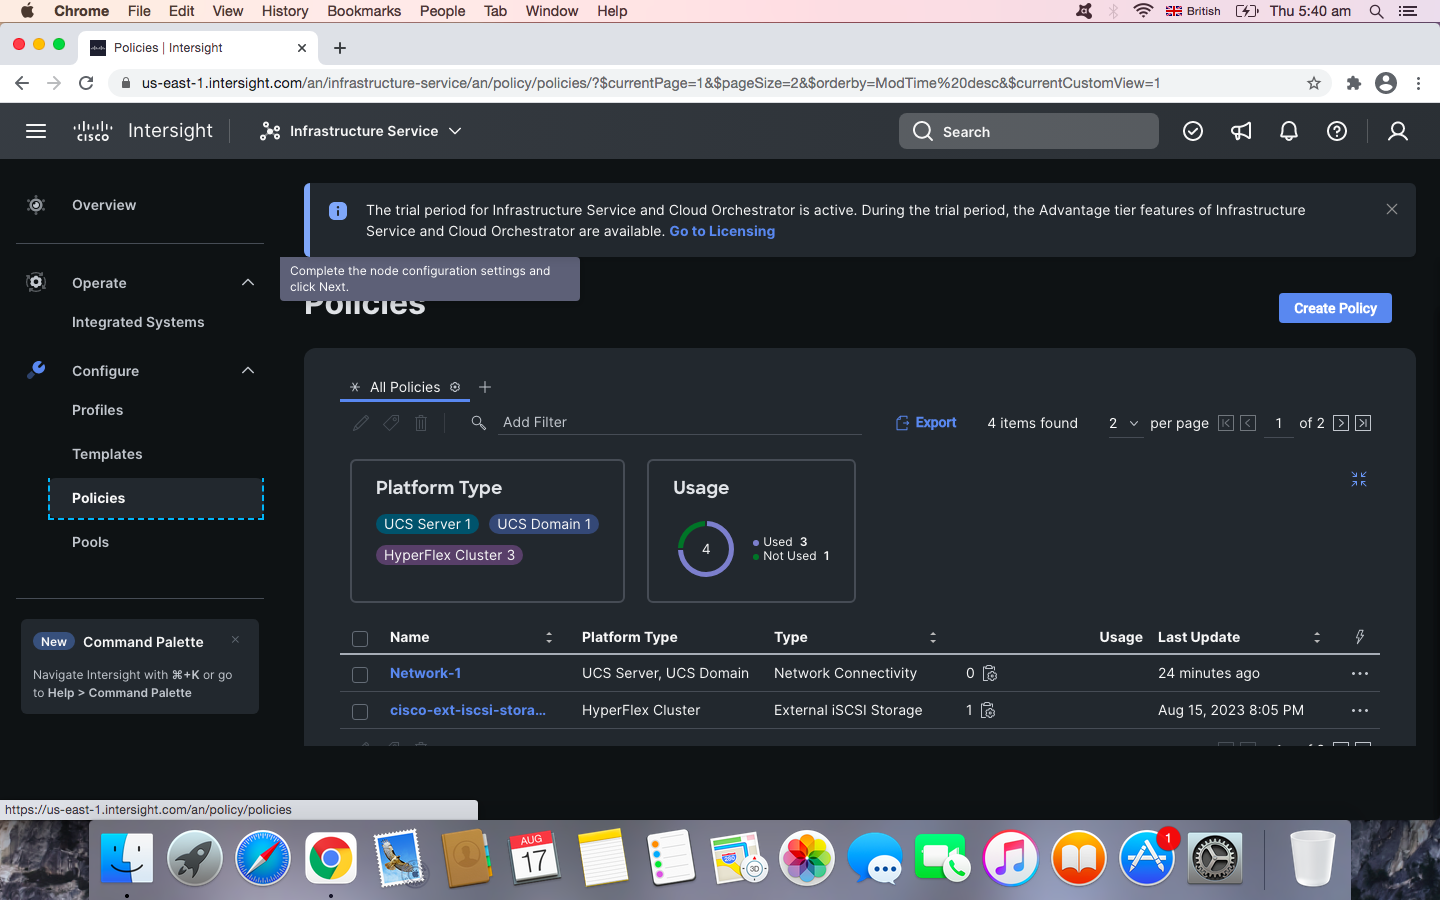 Chrome File Edit View History Bookmarks People Tab Window Help British Thu 5:40 am
Policies | Intersight
us-east-1.intersight.com/an/infrastructure-service/an/policy/policies/?$currentPage=1&$pageSize=2&$orderby=ModTime%20desc&$currentCustomView=1
cisco Intersight Infrastructure Service Search
Overview
Operate
Integrated Systems
Configure
Profiles
Templates
Policies
Pools
New Command Palette
Navigate Intersight with ⌘+K or go
to Help > Command Palette
The trial period for Infrastructure Service and Cloud Orchestrator is active. During the trial period, the Advantage tier features of Infrastructure
Service and Cloud Orchestrator are available. Go to Licensing
Complete the node configuration settings and
click Next.
Policies
Create Policy
All Policies
Add Filter Export 4 items found 2 per page 1 of 2
Platform Type
UCS Server 1 UCS Domain 1
HyperFlex Cluster 3
Usage
4
Used 3
Not Used 1
Name Platform Type Type Usage Last Update
Network-1 UCS Server, UCS Domain Network Connectivity 0 24 minutes ago
cisco-ext-iscsi-stora... HyperFlex Cluster External iSCSI Storage 1 Aug 15, 2023 8:05 PM
https://us-east-1.intersight.com/an/policy/policies
AUG
17
280
3D
1